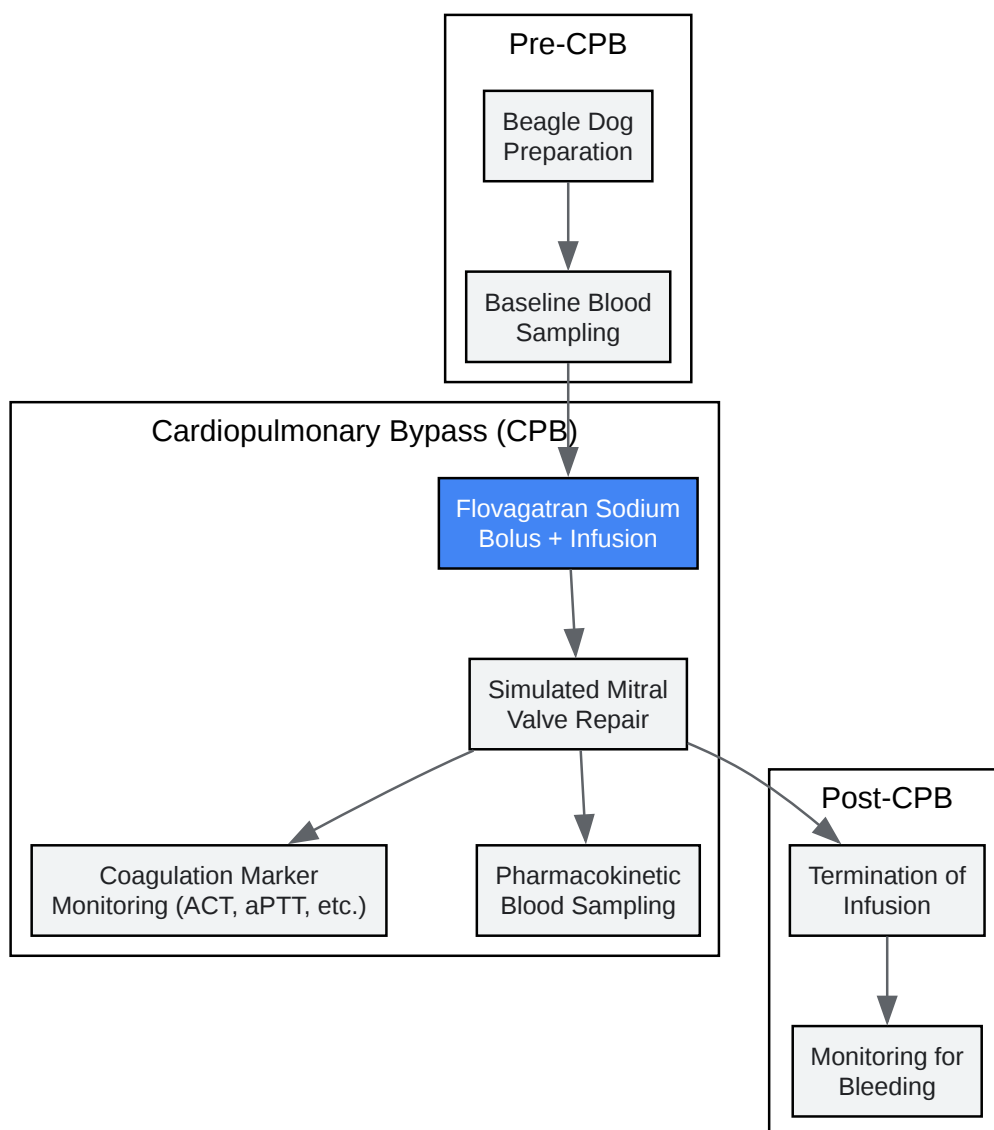 Pre-CPB
Beagle Dog
Preparation
Baseline Blood
Sampling
Cardiopulmonary Bypass (CPB)
Flovagatran Sodium
Bolus + Infusion
Simulated Mitral
Valve Repair
Coagulation Marker
Monitoring (ACT, aPTT, etc.)
Pharmacokinetic
Blood Sampling
Post-CPB
Termination of
Infusion
Monitoring for
Bleeding